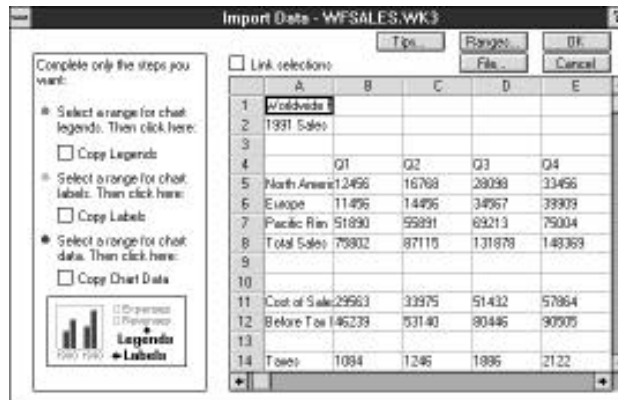 Import Data - WFSALES.WK3
Tips... Ranges... OK
File... Cancel
Complete only the steps you
want:
Select a range for chart
legends. Then click here:
Copy Legends
Select a range for chart
labels. Then click here:
Copy Labels
Select a range for chart
data. Then click here:
Copy Chart Data
Expenses
Revenues
Legends
1990 1990 Labels
Link selections
A B C D E
1 Worldwide
2 1991 Sales
3
4 Q1 Q2 Q3 Q4
5 North Americ 12456 16768 28098 33456
6 Europe 11456 14456 34567 39909
7 Pacific Rim 51890 55891 69213 75004
8 Total Sales 75802 87115 131878 148369
9
10
11 Cost of Sale 29563 33975 51432 57864
12 Before Tax 46239 53140 80446 90505
13
14 Taxes 1084 1246 1886 2122